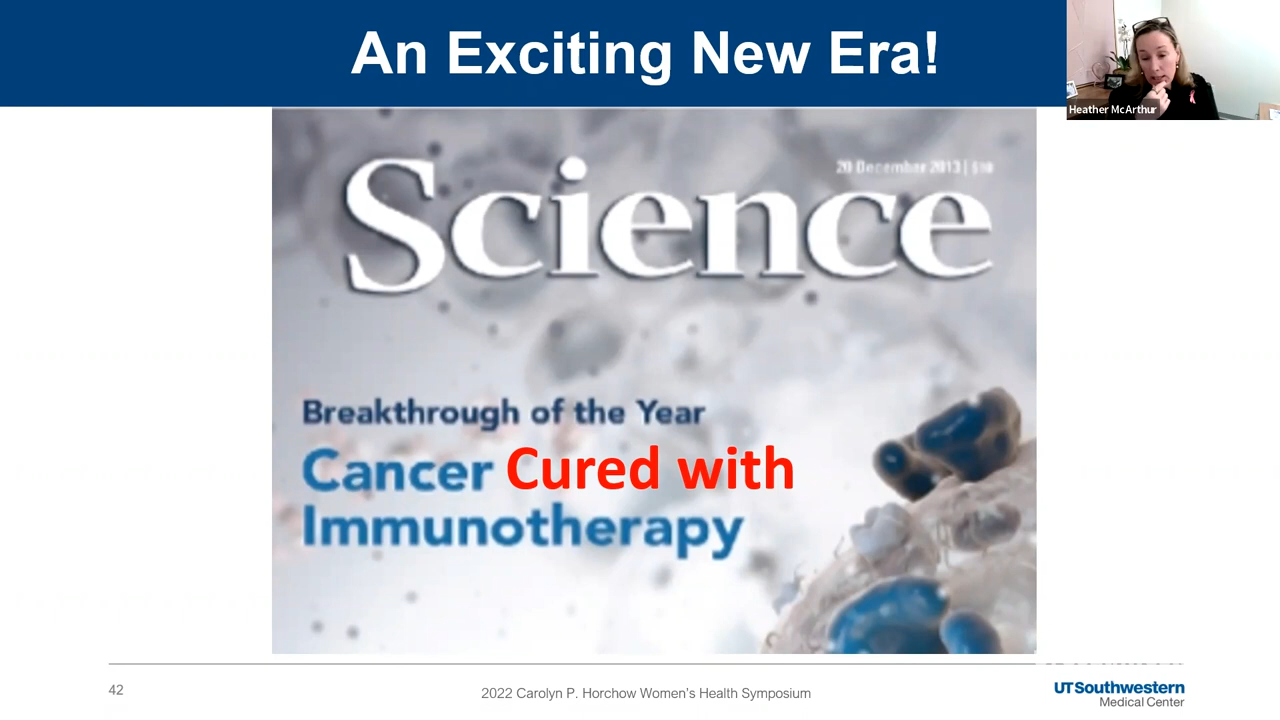 An Exciting New Era!
Heather McArthur
20 December 2013 | $10
Science
Breakthrough of the Year
Cancer Cured with
Immunotherapy
42
2022 Carolyn P. Horchow Women's Health Symposium
UTSouthwestern
Medical Center